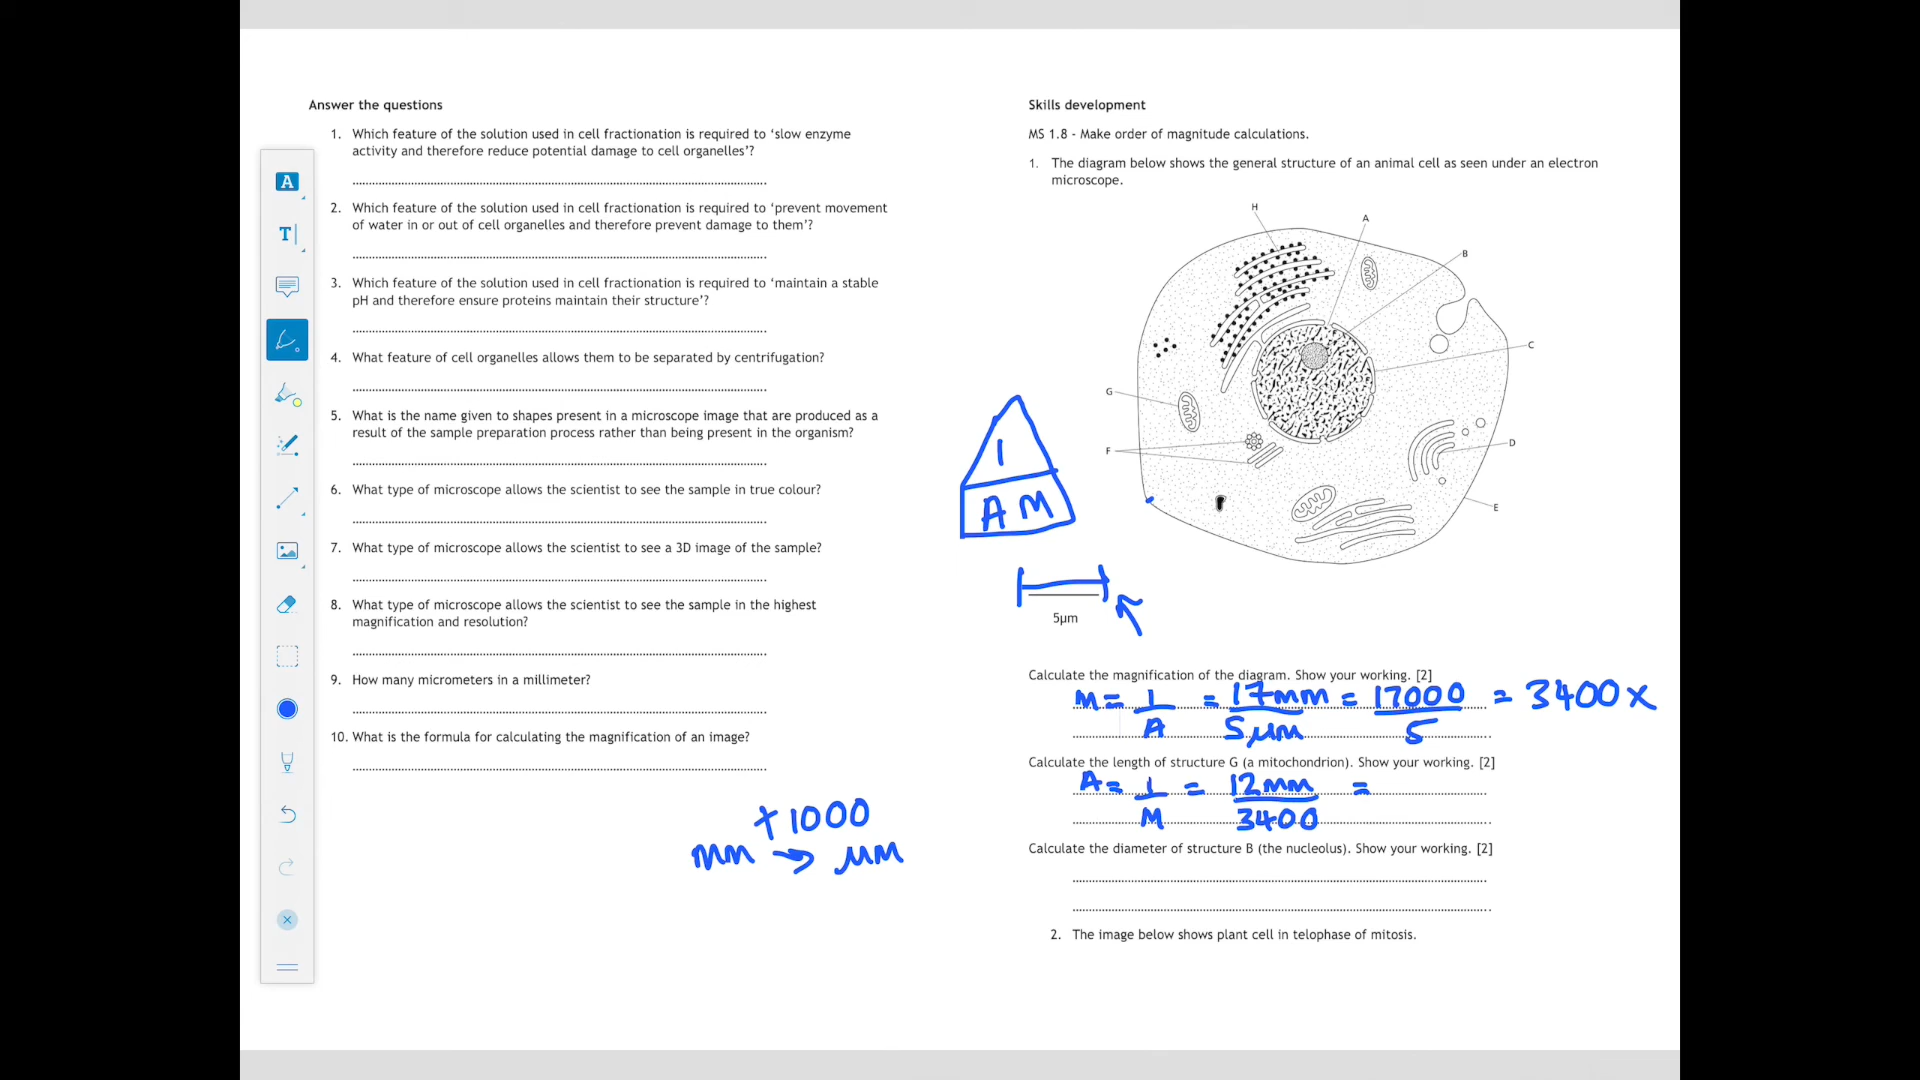 Answer the questions
1. Which feature of the solution used in cell fractionation is required to ‘slow enzyme
activity and therefore reduce potential damage to cell organelles’?
2. Which feature of the solution used in cell fractionation is required to ‘prevent movement
of water in or out of cell organelles and therefore prevent damage to them’?
3. Which feature of the solution used in cell fractionation is required to ‘maintain a stable
pH and therefore ensure proteins maintain their structure’?
4. What feature of cell organelles allows them to be separated by centrifugation?
5. What is the name given to shapes present in a microscope image that are produced as a
result of the sample preparation process rather than being present in the organism?
6. What type of microscope allows the scientist to see the sample in true colour?
7. What type of microscope allows the scientist to see a 3D image of the sample?
8. What type of microscope allows the scientist to see the sample in the highest
magnification and resolution?
9. How many micrometers in a millimeter?
10. What is the formula for calculating the magnification of an image?
+1000
mm → μm
Skills development
MS 1.8 - Make order of magnitude calculations.
1. The diagram below shows the general structure of an animal cell as seen under an electron
microscope.
H
A
B
C
G
F
D
E
I
A M
5μm
Calculate the magnification of the diagram. Show your working. [2]
M = I = 17mm = 17000 = 3400x
A 5μm 5
Calculate the length of structure G (a mitochondrion). Show your working. [2]
A = I = 12mm =
M 3400
Calculate the diameter of structure B (the nucleolus). Show your working. [2]
2. The image below shows plant cell in telophase of mitosis.
A
T